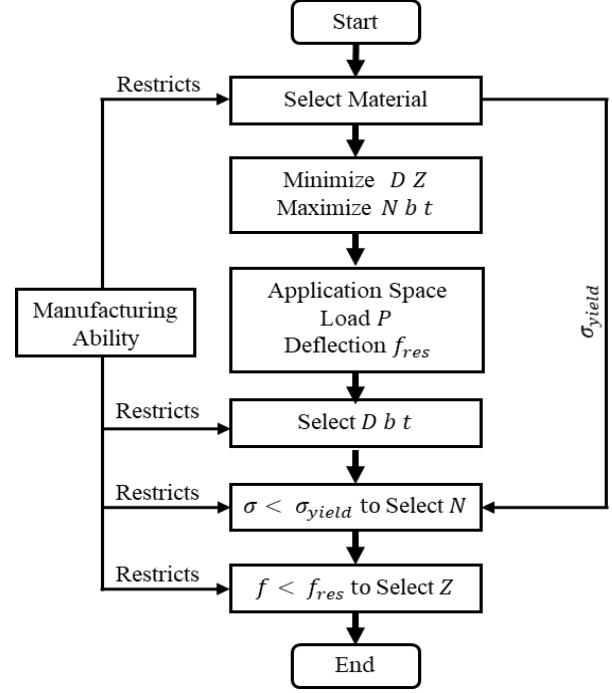 Start
Restricts
Select Material
Minimize D Z
Maximize N b t
Manufacturing
Ability
Application Space
Load P
Deflection f_res
σ_yield
Restricts
Select D b t
Restricts
σ < σ_yield to Select N
Restricts
f < f_res to Select Z
End